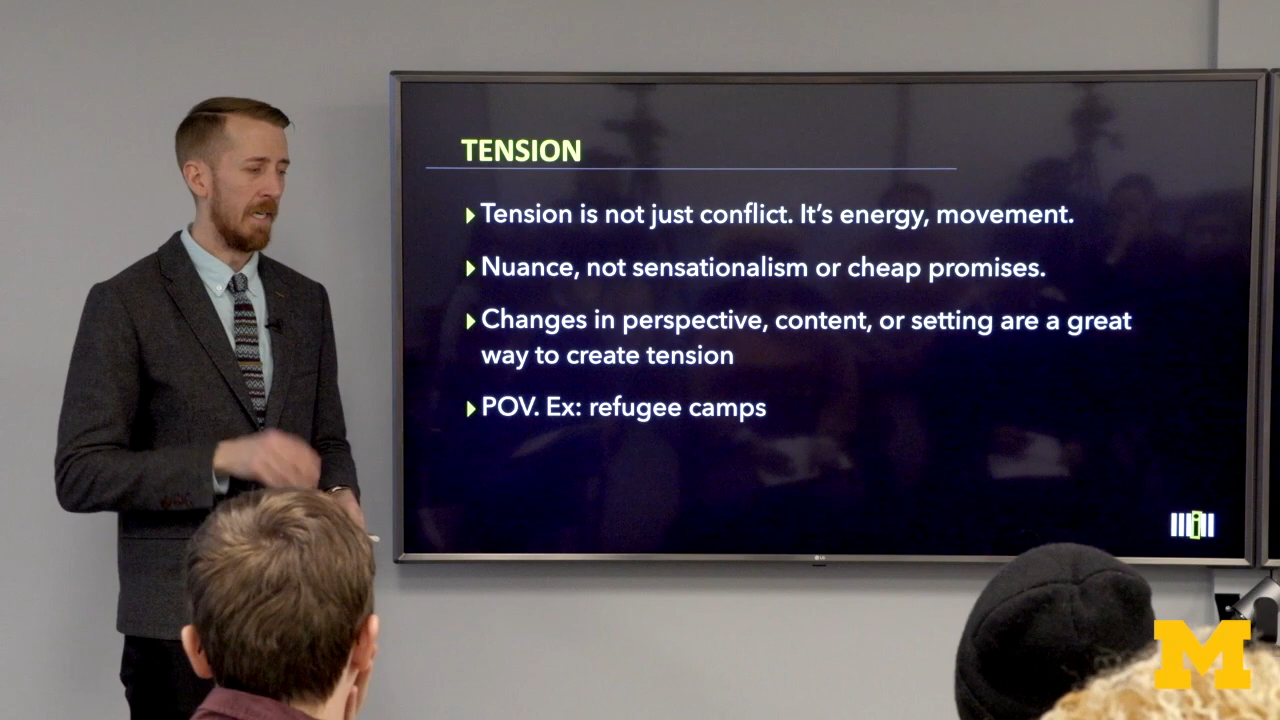 TENSION
Tension is not just conflict. It's energy, movement.
Nuance, not sensationalism or cheap promises.
Changes in perspective, content, or setting are a great
way to create tension
POV. Ex: refugee camps
LG
M